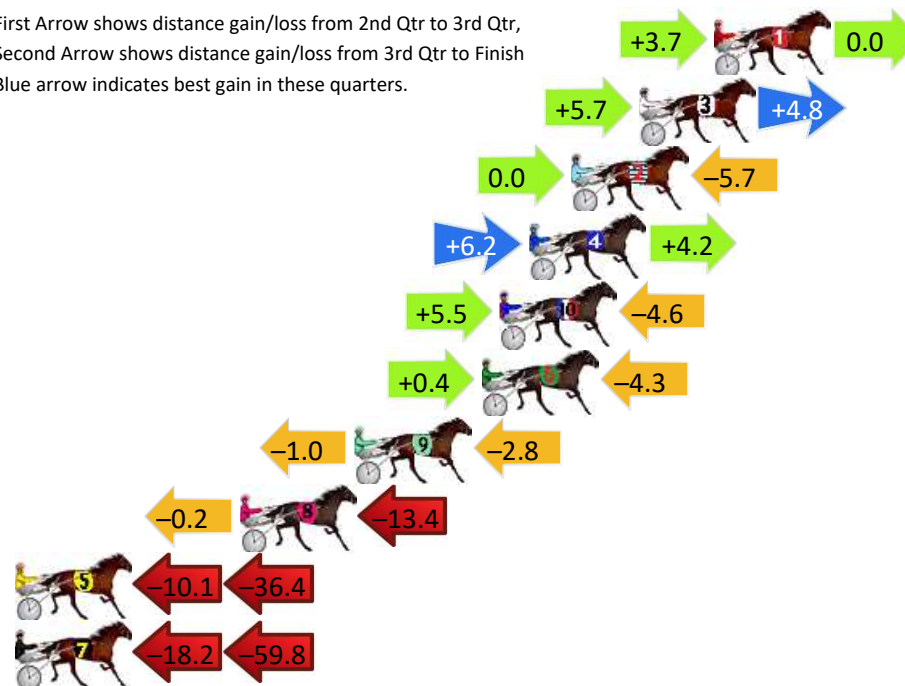 First Arrow shows distance gain/loss from 2nd Qtr to 3rd Qtr,
Second Arrow shows distance gain/loss from 3rd Qtr to Finish
Blue arrow indicates best gain in these quarters.
+3.7 1 0.0
+5.7 3 +4.8
0.0 2 –5.7
+6.2 4 +4.2
+5.5 10 –4.6
+0.4 –4.3
–1.0 9 –2.8
–0.2 8 –13.4
5 –10.1 –36.4
7 –18.2 –59.8